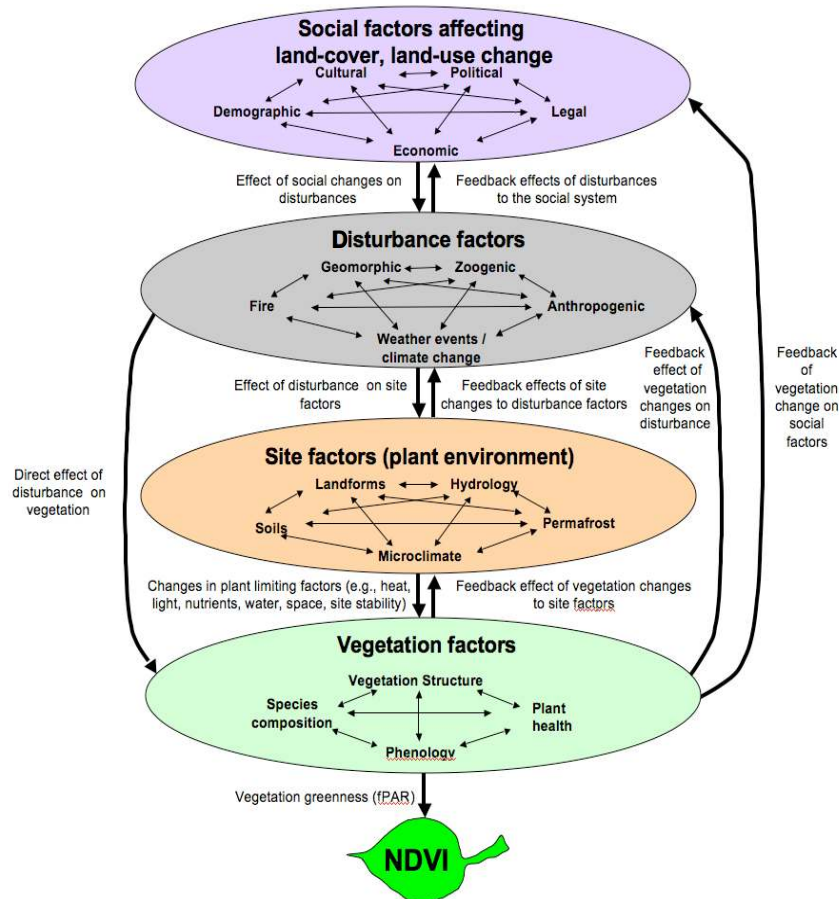 Social factors affecting
land-cover, land-use change
Cultural Political
Demographic Legal
Economic
Effect of social changes on
disturbances
Feedback effects of disturbances
to the social system
Disturbance factors
Geomorphic Zoogenic
Fire Anthropogenic
Weather events /
climate change
Effect of disturbance on site
factors
Feedback effects of site
changes to disturbance factors
Feedback
effect of
vegetation
changes on
disturbance
Feedback
of
vegetation
change on
social
factors
Direct effect of
disturbance on
vegetation
Site factors (plant environment)
Landforms Hydrology
Soils Permafrost
Microclimate
Changes in plant limiting factors (e.g., heat,
light, nutrients, water, space, site stability)
Feedback effect of vegetation changes
to site factors
Vegetation factors
Vegetation Structure
Species
composition
Plant
health
Phenology
Vegetation greenness (fPAR)
NDVI